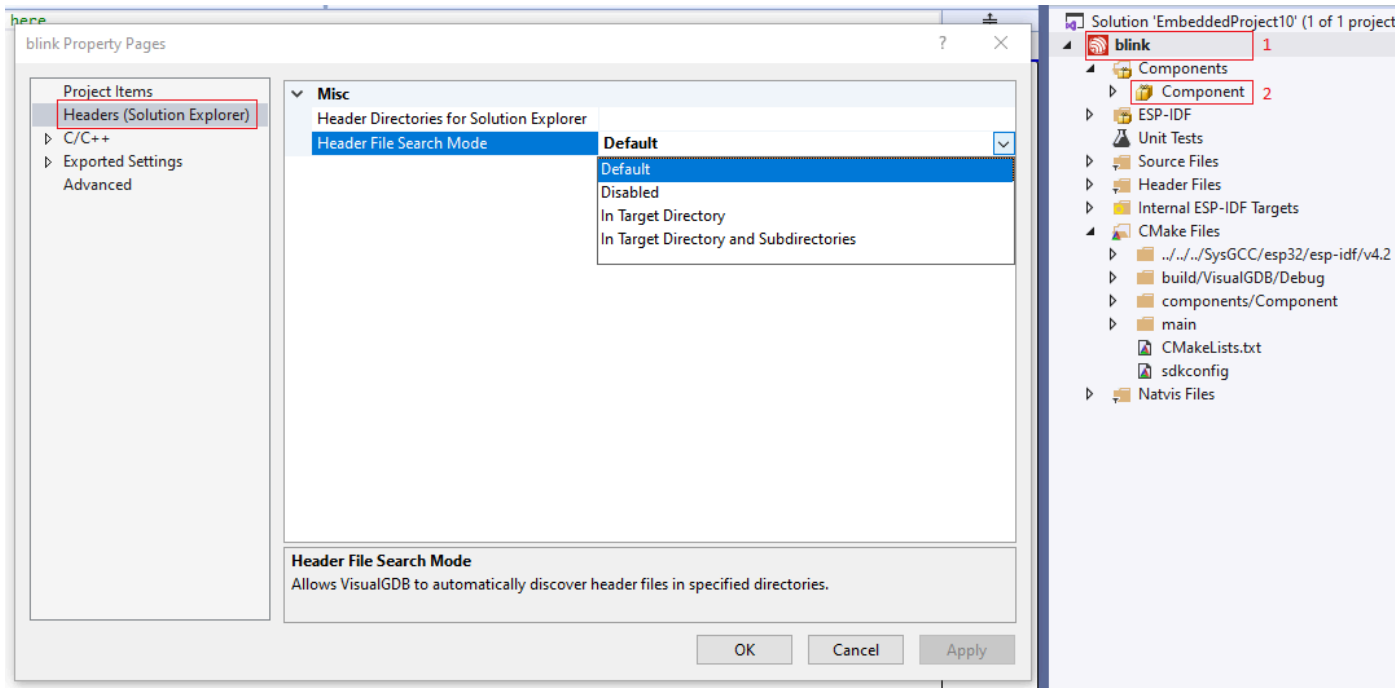 here
blink Property Pages
?
Project Items
Headers (Solution Explorer)
C/C++
Exported Settings
Advanced
Misc
Header Directories for Solution Explorer
Header File Search Mode Default
Default
Disabled
In Target Directory
In Target Directory and Subdirectories
Header File Search Mode
Allows VisualGDB to automatically discover header files in specified directories.
OK Cancel Apply
Solution 'EmbeddedProject10' (1 of 1 project
blink 1
Components
Component 2
ESP-IDF
Unit Tests
Source Files
Header Files
Internal ESP-IDF Targets
CMake Files
../../../SysGCC/esp32/esp-idf/v4.2
build/VisualGDB/Debug
components/Component
main
CMakeLists.txt
sdkconfig
Natvis Files